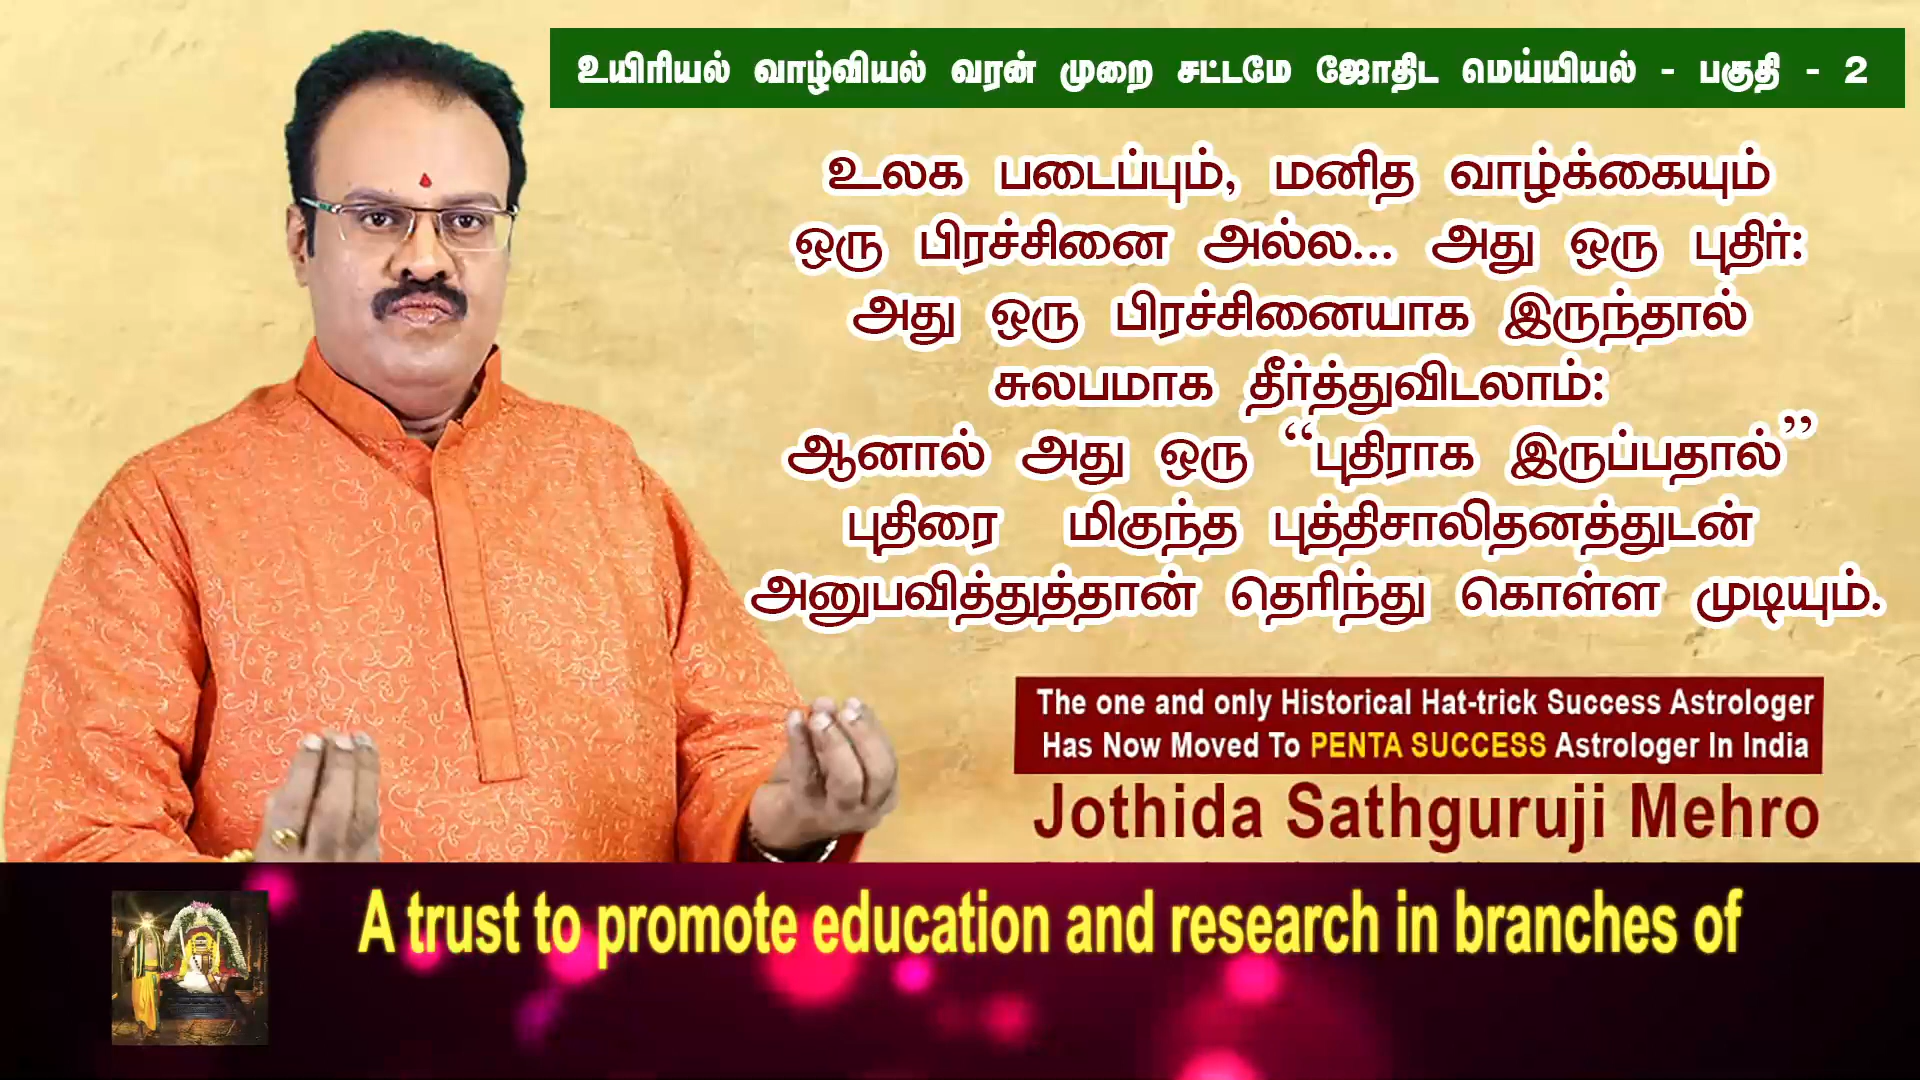 உயிரியல் வாழ்வியல் வரன் முறை சட்டமே ஜோதிட மெய்யியல் - பகுதி - 2
உலக படைப்பும், மனித வாழ்க்கையும்
ஒரு பிரச்சினை அல்ல... அது ஒரு புதிர்:
அது ஒரு பிரச்சினையாக இருந்தால்
சுலபமாக தீர்த்துவிடலாம்:
ஆனால் அது ஒரு “புதிராக இருப்பதால்”
புதிரை மிகுந்த புத்திசாலிதனத்துடன்
அனுபவித்துத்தான் தெரிந்து கொள்ள முடியும்.
The one and only Historical Hat-trick Success Astrologer
Has Now Moved To PENTA SUCCESS Astrologer In India
Jothida Sathguruji Mehro
A trust to promote education and research in branches of